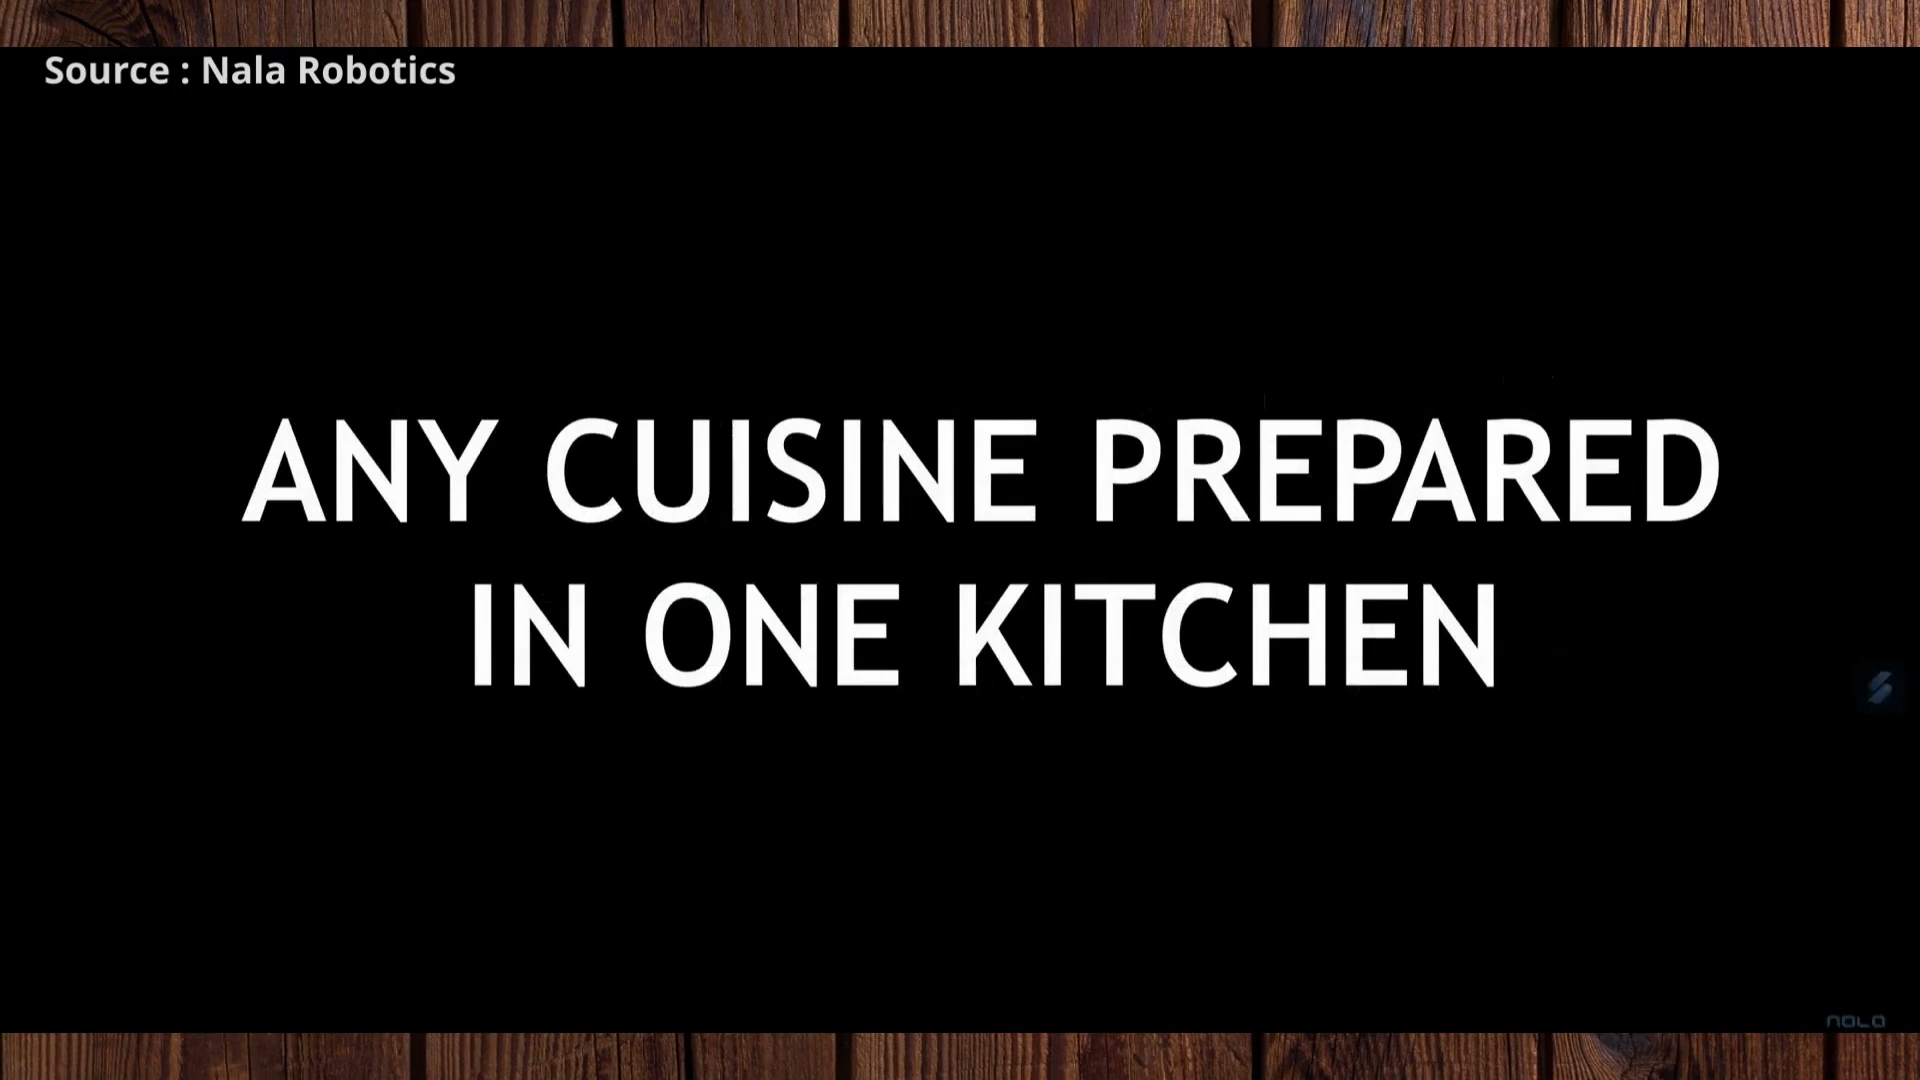 Source : Nala Robotics
ANY CUISINE PREPARED
IN ONE KITCHEN
nala